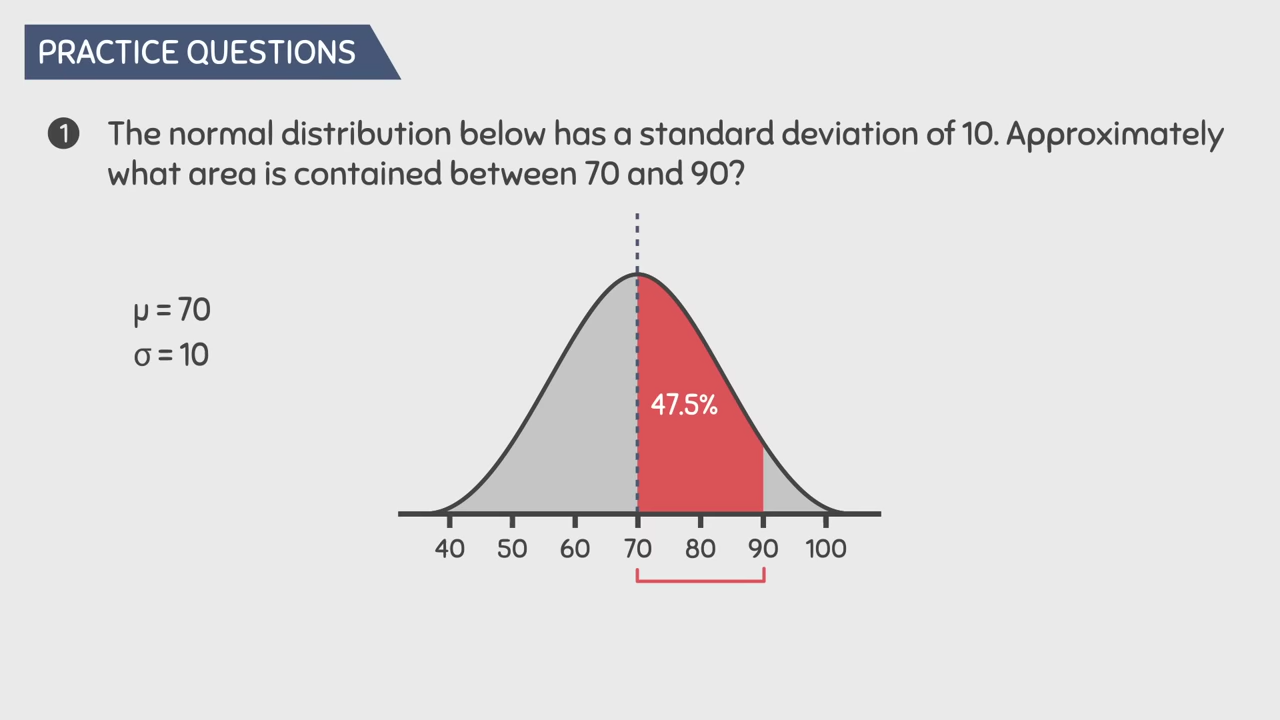 PRACTICE QUESTIONS
1 The normal distribution below has a standard deviation of 10. Approximately
what area is contained between 70 and 90?
μ = 70
σ = 10
47.5%
40 50 60 70 80 90 100